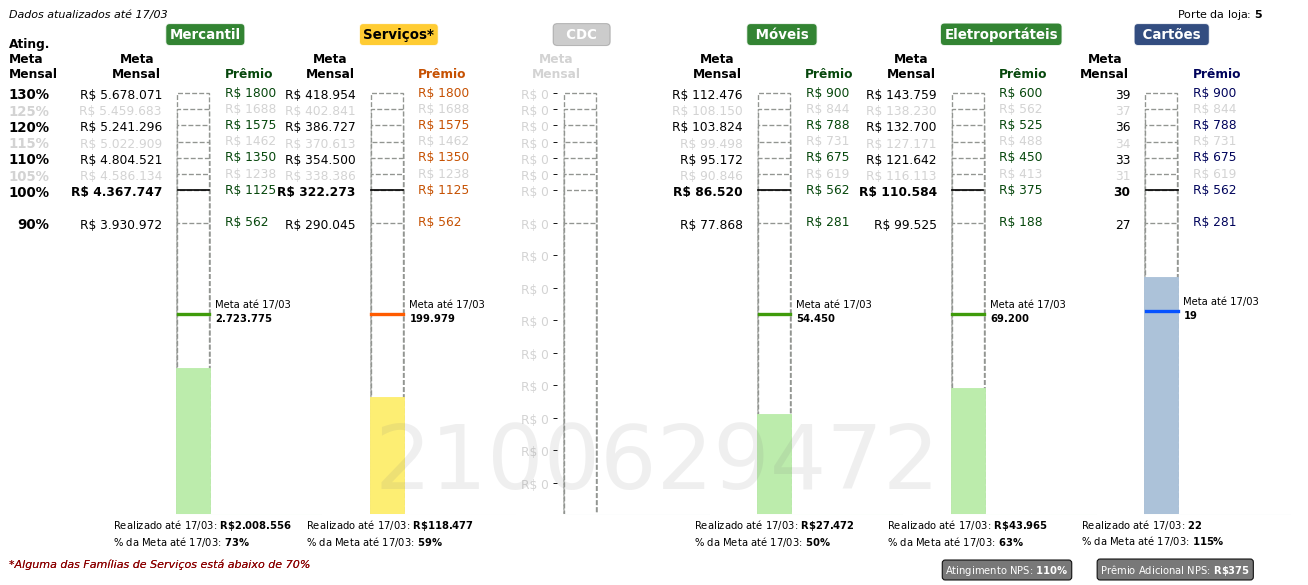 Dados atualizados até 17/03
Porte da loja: 5
Mercantil Serviços* CDC Móveis Eletroportáteis Cartões
Ating. Meta Mensal
Meta Mensal Prêmio Meta Mensal Prêmio Meta Mensal Meta Mensal Prêmio Meta Mensal Prêmio Meta Mensal Prêmio
130% R$ 5.678.071 R$ 1800 R$ 418.954 R$ 1800 R$ 0 R$ 112.476 R$ 900 R$ 143.759 R$ 600 39 R$ 900
125% R$ 5.459.683 R$ 1688 R$ 402.841 R$ 1688 R$ 0 R$ 108.150 R$ 844 R$ 138.230 R$ 562 37 R$ 844
120% R$ 5.241.296 R$ 1575 R$ 386.727 R$ 1575 R$ 0 R$ 103.824 R$ 788 R$ 132.700 R$ 525 36 R$ 788
115% R$ 5.022.909 R$ 1462 R$ 370.613 R$ 1462 R$ 0 R$ 99.498 R$ 731 R$ 127.171 R$ 488 34 R$ 731
110% R$ 4.804.521 R$ 1350 R$ 354.500 R$ 1350 R$ 0 R$ 95.172 R$ 675 R$ 121.642 R$ 450 33 R$ 675
105% R$ 4.586.134 R$ 1238 R$ 338.386 R$ 1238 R$ 0 R$ 90.846 R$ 619 R$ 116.113 R$ 413 31 R$ 619
100% R$ 4.367.747 R$ 1125 R$ 322.273 R$ 1125 R$ 0 R$ 86.520 R$ 562 R$ 110.584 R$ 375 30 R$ 562
90% R$ 3.930.972 R$ 562 R$ 290.045 R$ 562 R$ 0 R$ 77.868 R$ 281 R$ 99.525 R$ 188 27 R$ 281
R$ 0
R$ 0
Meta até 17/03 Meta até 17/03 Meta até 17/03 Meta até 17/03 Meta até 17/03
2.723.775 199.979 R$ 0 54.450 69.200 19
R$ 0
R$ 0
R$ 0
R$ 0
R$ 0
2100629472
Realizado até 17/03: R$2.008.556 Realizado até 17/03: R$118.477 Realizado até 17/03: R$27.472 Realizado até 17/03: R$43.965 Realizado até 17/03: 22
% da Meta até 17/03: 73% % da Meta até 17/03: 59% % da Meta até 17/03: 50% % da Meta até 17/03: 63% % da Meta até 17/03: 115%
*Alguma das Famílias de Serviços está abaixo de 70%
Atingimento NPS: 110% Prêmio Adicional NPS: R$375